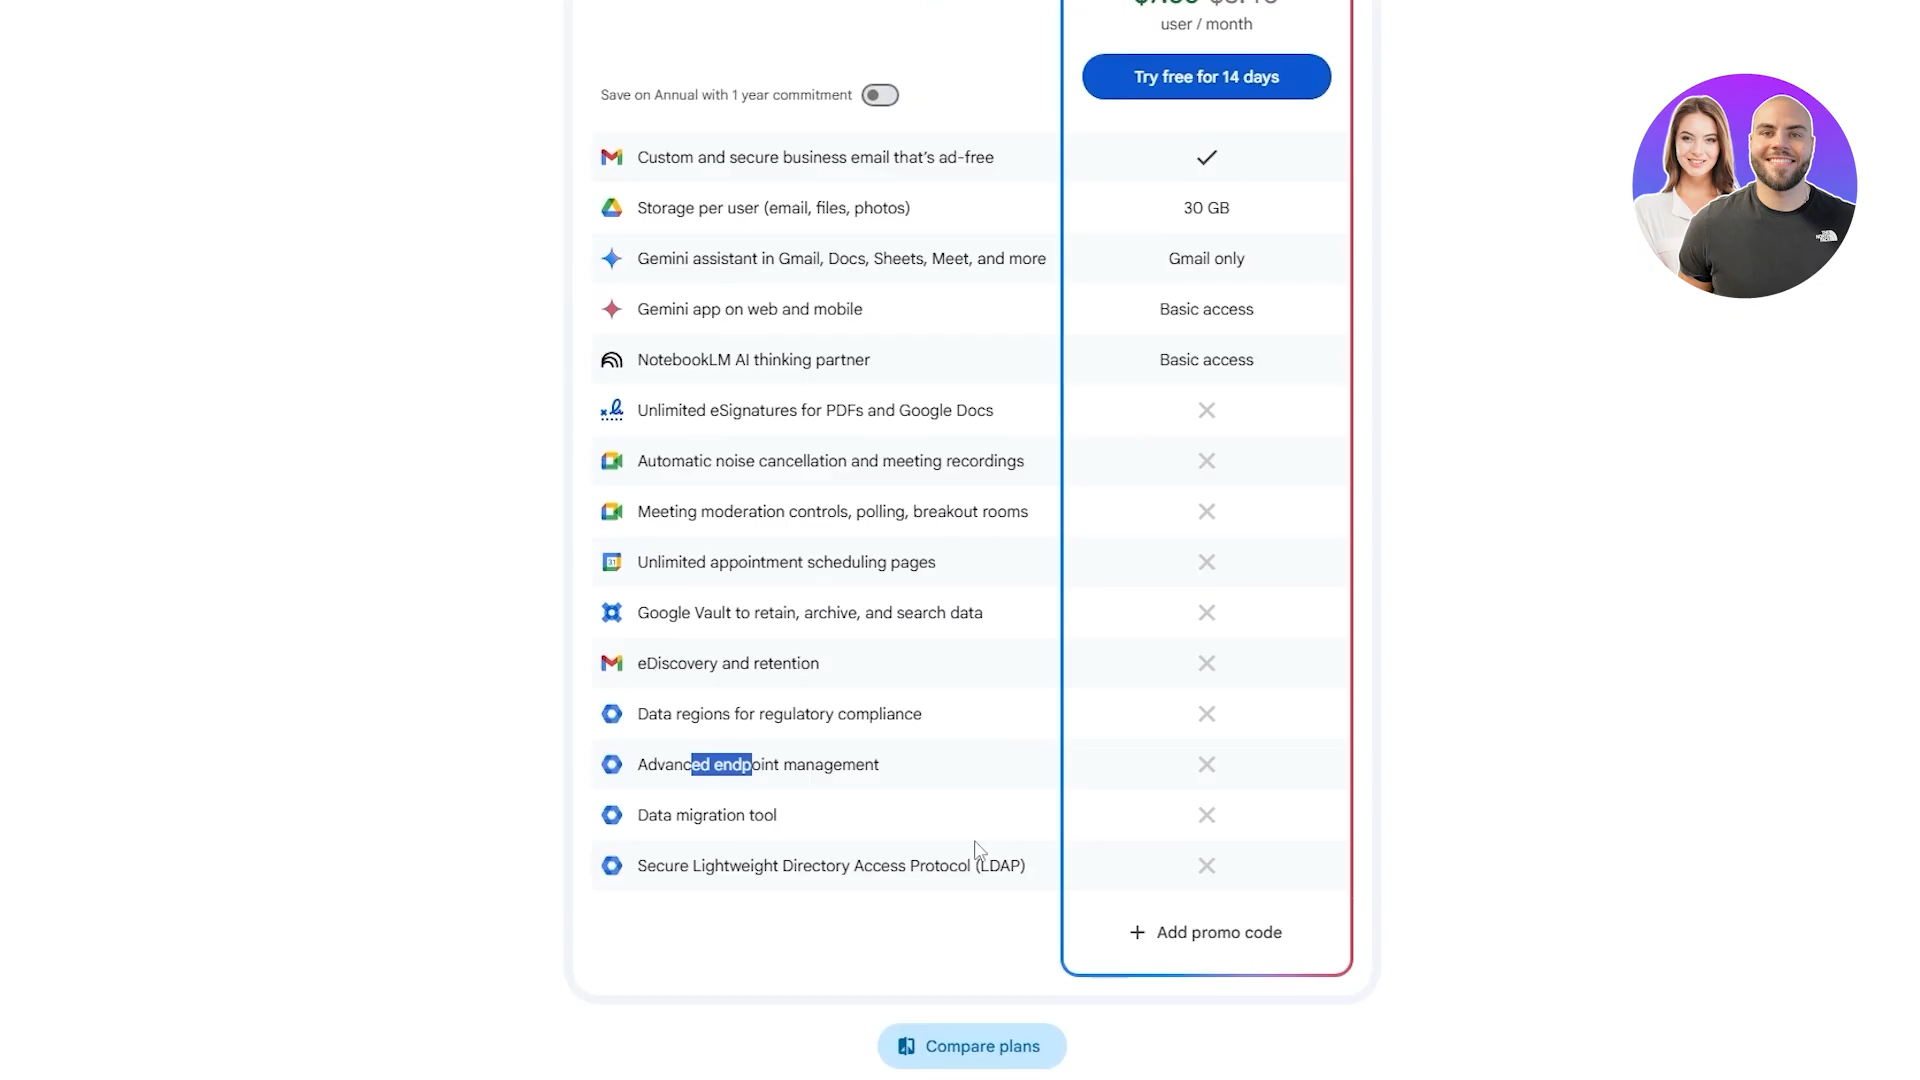 user / month
Try free for 14 days
Save on Annual with 1 year commitment
Custom and secure business email that's ad-free
Storage per user (email, files, photos) 30 GB
Gemini assistant in Gmail, Docs, Sheets, Meet, and more Gmail only
Gemini app on web and mobile Basic access
NotebookLM AI thinking partner Basic access
Unlimited eSignatures for PDFs and Google Docs
Automatic noise cancellation and meeting recordings
Meeting moderation controls, polling, breakout rooms
Unlimited appointment scheduling pages
Google Vault to retain, archive, and search data
eDiscovery and retention
Data regions for regulatory compliance
Advanced endpoint management
Data migration tool
Secure Lightweight Directory Access Protocol (LDAP)
Add promo code
Compare plans